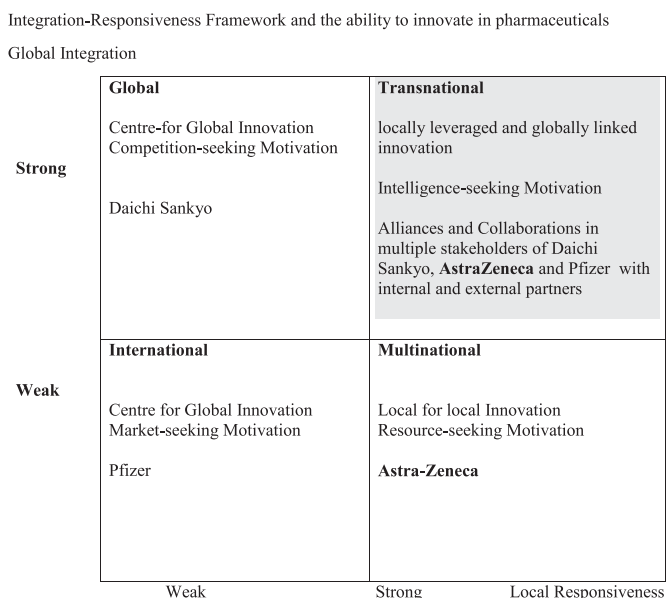 Integration-Responsiveness Framework and the ability to innovate in pharmaceuticals
Global Integration
Global
Centre-for Global Innovation
Competition-seeking Motivation
Daichi Sankyo
Strong
Transnational
locally leveraged and globally linked
innovation
Intelligence-seeking Motivation
Alliances and Collaborations in
multiple stakeholders of Daichi
Sankyo, AstraZeneca and Pfizer with
internal and external partners
International
Centre for Global Innovation
Market-seeking Motivation
Pfizer
Weak
Multinational
Local for local Innovation
Resource-seeking Motivation
Astra-Zeneca
Weak
Strong
Local Responsiveness